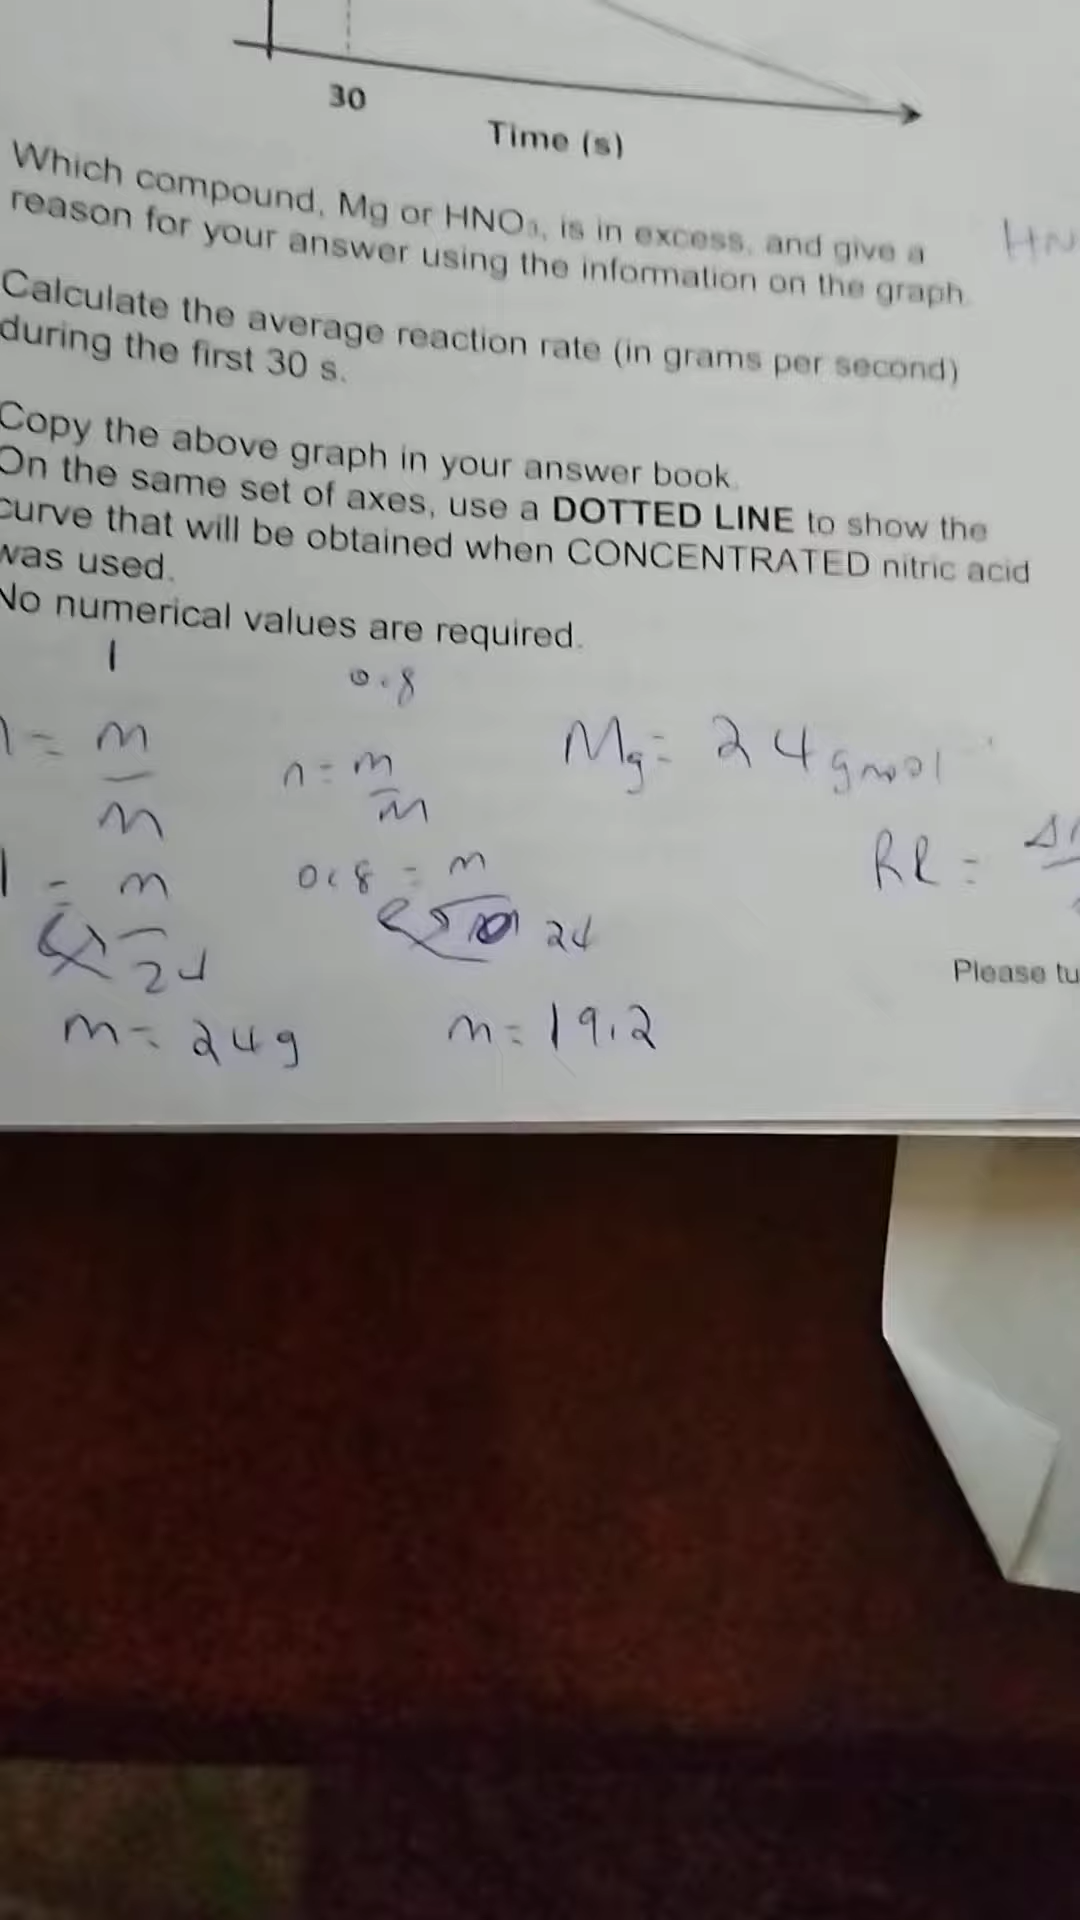 30
Time (s)
Which compound, Mg or HNO₃, is in excess, and give a
reason for your answer using the information on the graph.
HN
Calculate the average reaction rate (in grams per second)
during the first 30 s.
Copy the above graph in your answer book.
On the same set of axes, use a DOTTED LINE to show the
curve that will be obtained when CONCENTRATED nitric acid
was used.
No numerical values are required.
1
0.8
n = m
M
n = m
M
Mg = 24 gmol⁻¹
1 = m
24
0.8 = m
24
RR =
Please tu
m = 24g
m = 19.2